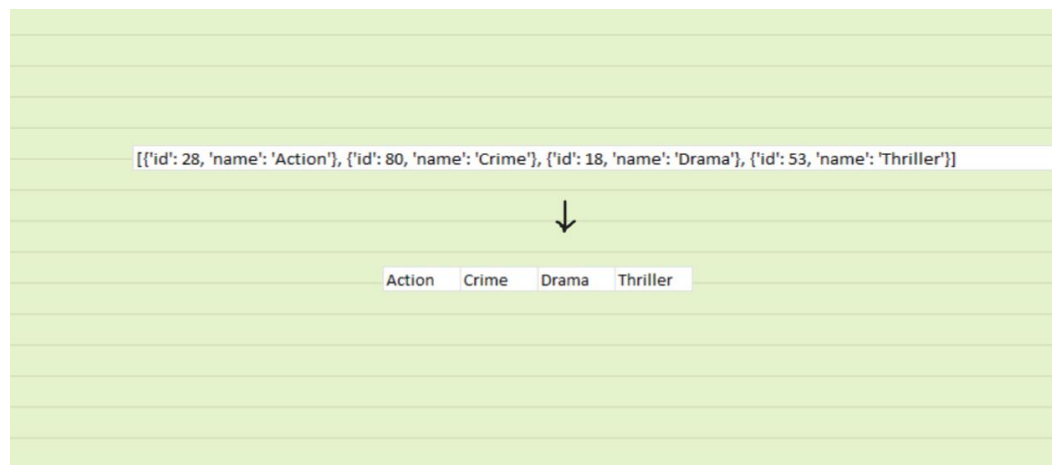 [{'id': 28, 'name': 'Action'}, {'id': 80, 'name': 'Crime'}, {'id': 18, 'name': 'Drama'}, {'id': 53, 'name': 'Thriller'}]
Action Crime Drama Thriller